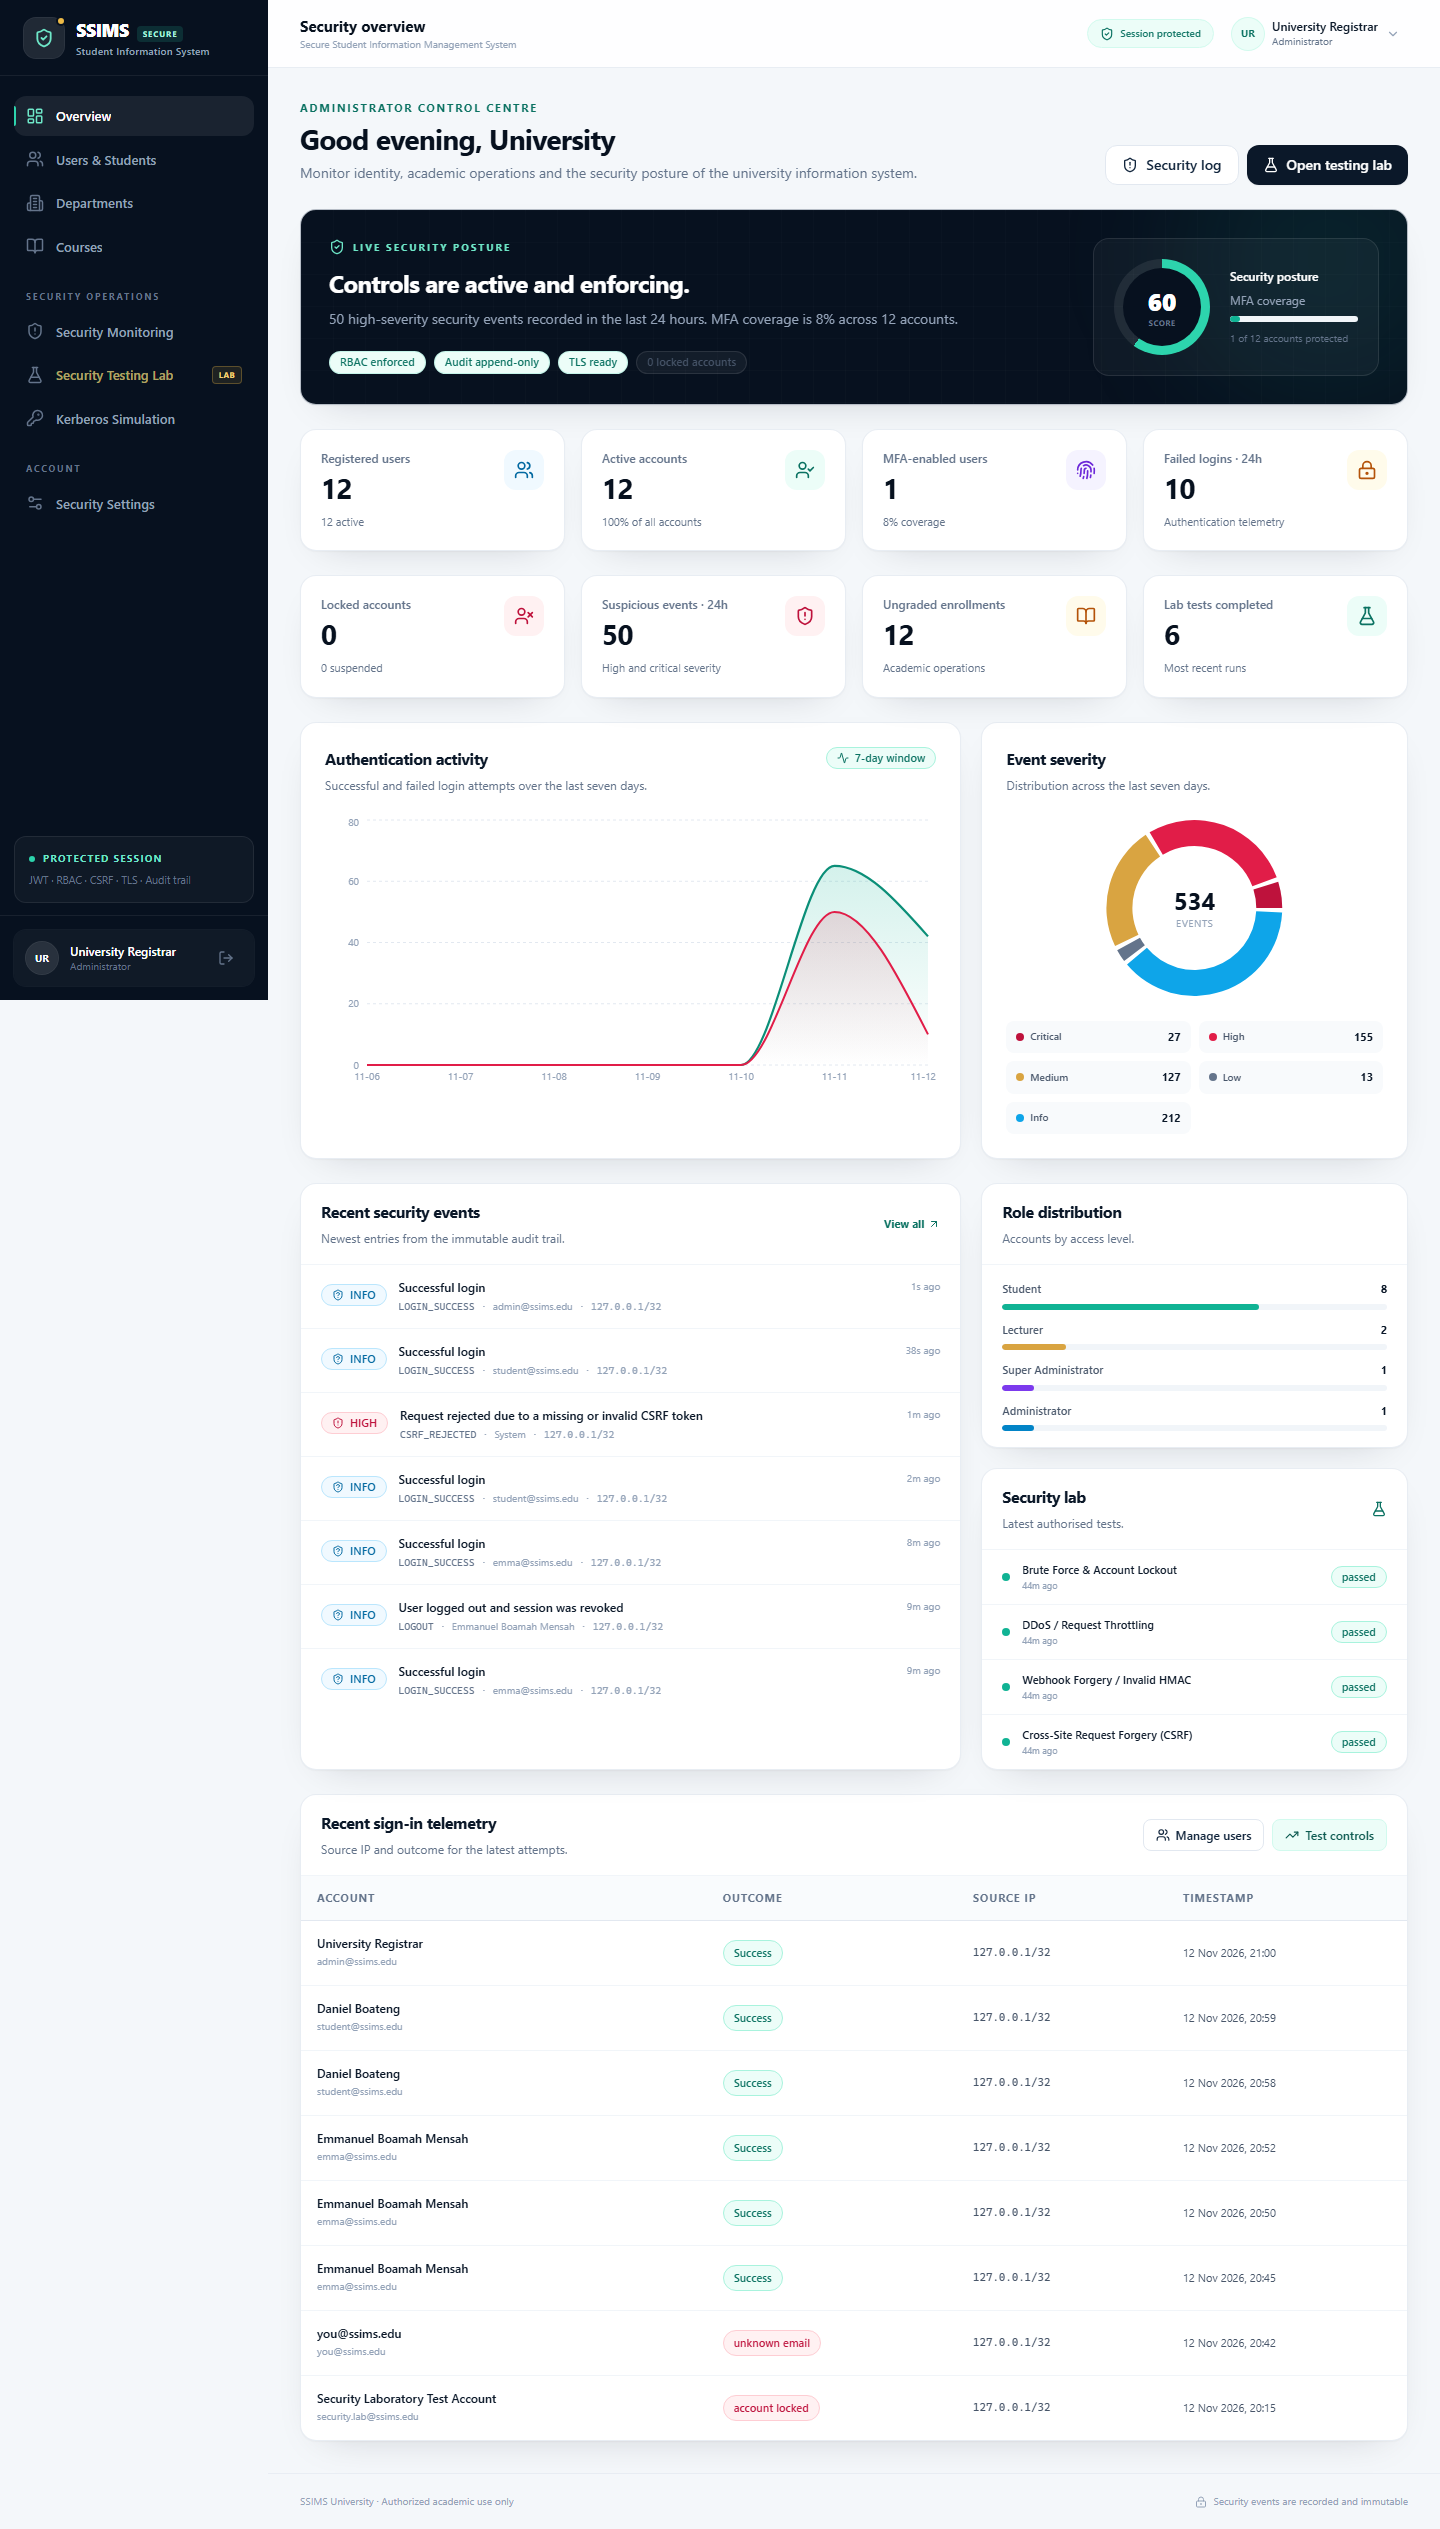 SSIMS SECURE
Student Information System
Overview
Users & Students
Departments
Courses
SECURITY OPERATIONS
Security Monitoring
Security Testing Lab LAB
Kerberos Simulation
ACCOUNT
Security Settings
PROTECTED SESSION
JWT · RBAC · CSRF · TLS · Audit trail
UR University Registrar
Administrator
Security overview
Secure Student Information Management System
Session protected
UR University Registrar
Administrator
ADMINISTRATOR CONTROL CENTRE
Good evening, University
Monitor identity, academic operations and the security posture of the university information system.
Security log
Open testing lab
LIVE SECURITY POSTURE
Controls are active and enforcing.
50 high-severity security events recorded in the last 24 hours. MFA coverage is 8% across 12 accounts.
RBAC enforced Audit append-only TLS ready 0 locked accounts
60
SCORE
Security posture
MFA coverage
1 of 12 accounts protected
Registered users
12
12 active
Active accounts
12
100% of all accounts
MFA-enabled users
1
8% coverage
Failed logins · 24h
10
Authentication telemetry
Locked accounts
0
0 suspended
Suspicious events · 24h
50
High and critical severity
Ungraded enrollments
12
Academic operations
Lab tests completed
6
Most recent runs
Authentication activity
7-day window
Successful and failed login attempts over the last seven days.
80
60
40
20
0
11-06 11-07 11-08 11-09 11-10 11-11 11-12
Event severity
Distribution across the last seven days.
534
EVENTS
Critical 27
High 155
Medium 127
Low 13
Info 212
Recent security events
Newest entries from the immutable audit trail.
View all
INFO Successful login 1s ago
LOGIN_SUCCESS · admin@ssims.edu · 127.0.0.1/32
INFO Successful login 38s ago
LOGIN_SUCCESS · student@ssims.edu · 127.0.0.1/32
HIGH Request rejected due to a missing or invalid CSRF token 1m ago
CSRF_REJECTED · System · 127.0.0.1/32
INFO Successful login 2m ago
LOGIN_SUCCESS · student@ssims.edu · 127.0.0.1/32
INFO Successful login 8m ago
LOGIN_SUCCESS · emma@ssims.edu · 127.0.0.1/32
INFO User logged out and session was revoked 9m ago
LOGOUT · Emmanuel Boamah Mensah · 127.0.0.1/32
INFO Successful login 9m ago
LOGIN_SUCCESS · emma@ssims.edu · 127.0.0.1/32
Role distribution
Accounts by access level.
Student 8
Lecturer 2
Super Administrator 1
Administrator 1
Security lab
Latest authorised tests.
Brute Force & Account Lockout passed
44m ago
DDoS / Request Throttling passed
44m ago
Webhook Forgery / Invalid HMAC passed
44m ago
Cross-Site Request Forgery (CSRF) passed
44m ago
Recent sign-in telemetry
Source IP and outcome for the latest attempts.
Manage users
Test controls
ACCOUNT OUTCOME SOURCE IP TIMESTAMP
University Registrar
admin@ssims.edu
Success 127.0.0.1/32 12 Nov 2026, 21:00
Daniel Boateng
student@ssims.edu
Success 127.0.0.1/32 12 Nov 2026, 20:59
Daniel Boateng
student@ssims.edu
Success 127.0.0.1/32 12 Nov 2026, 20:58
Emmanuel Boamah Mensah
emma@ssims.edu
Success 127.0.0.1/32 12 Nov 2026, 20:52
Emmanuel Boamah Mensah
emma@ssims.edu
Success 127.0.0.1/32 12 Nov 2026, 20:50
Emmanuel Boamah Mensah
emma@ssims.edu
Success 127.0.0.1/32 12 Nov 2026, 20:45
you@ssims.edu
you@ssims.edu
unknown email 127.0.0.1/32 12 Nov 2026, 20:42
Security Laboratory Test Account
security.lab@ssims.edu
account locked 127.0.0.1/32 12 Nov 2026, 20:15
SSIMS University · Authorized academic use only
Security events are recorded and immutable